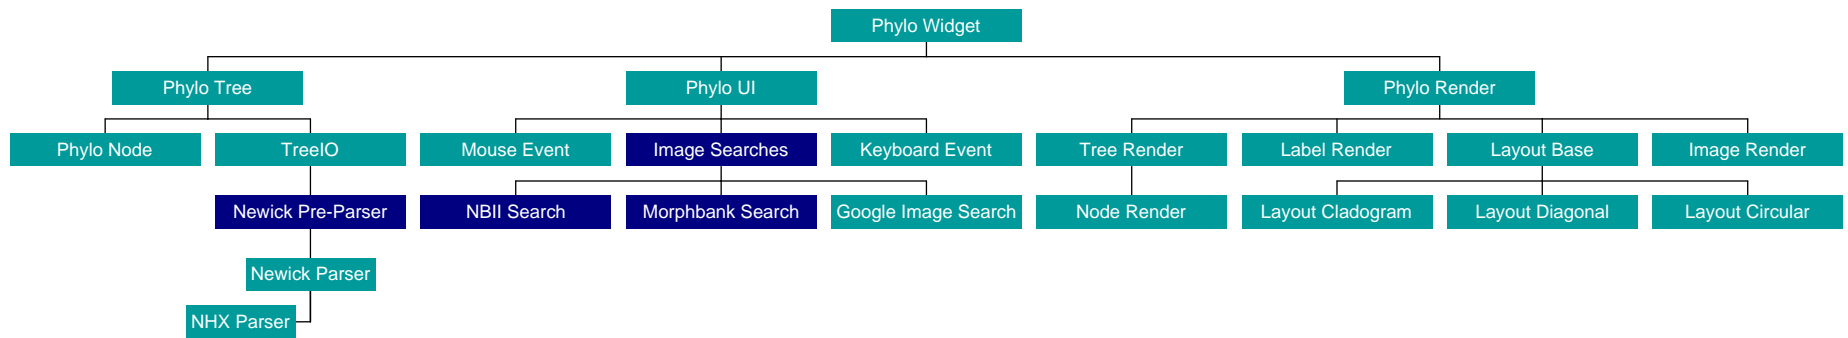 Phylo Widget
Phylo Tree
Phylo UI
Phylo Render
Phylo Node
TreeIO
Mouse Event
Image Searches
Keyboard Event
Tree Render
Label Render
Layout Base
Image Render
Newick Pre-Parser
NBII Search
Morphbank Search
Google Image Search
Node Render
Layout Cladogram
Layout Diagonal
Layout Circular
Newick Parser
NHX Parser